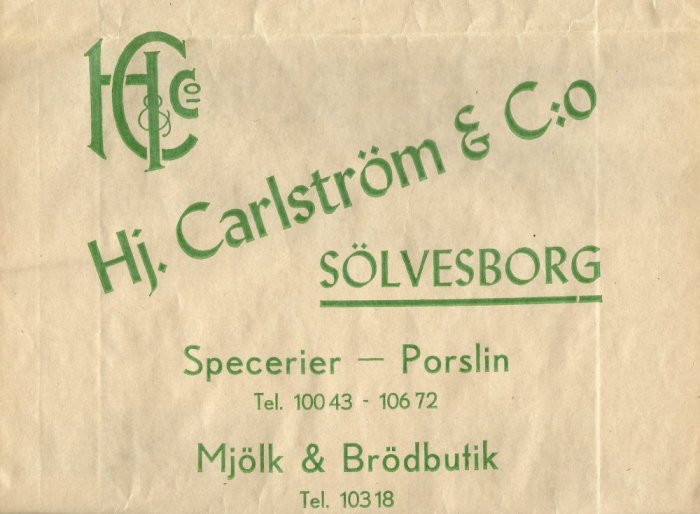 HC & Co
Hj. Carlström & C:o
SÖLVESBORG
Specerier — Porslin
Tel. 100 43 - 106 72
Mjölk & Brödbutik
Tel. 103 18